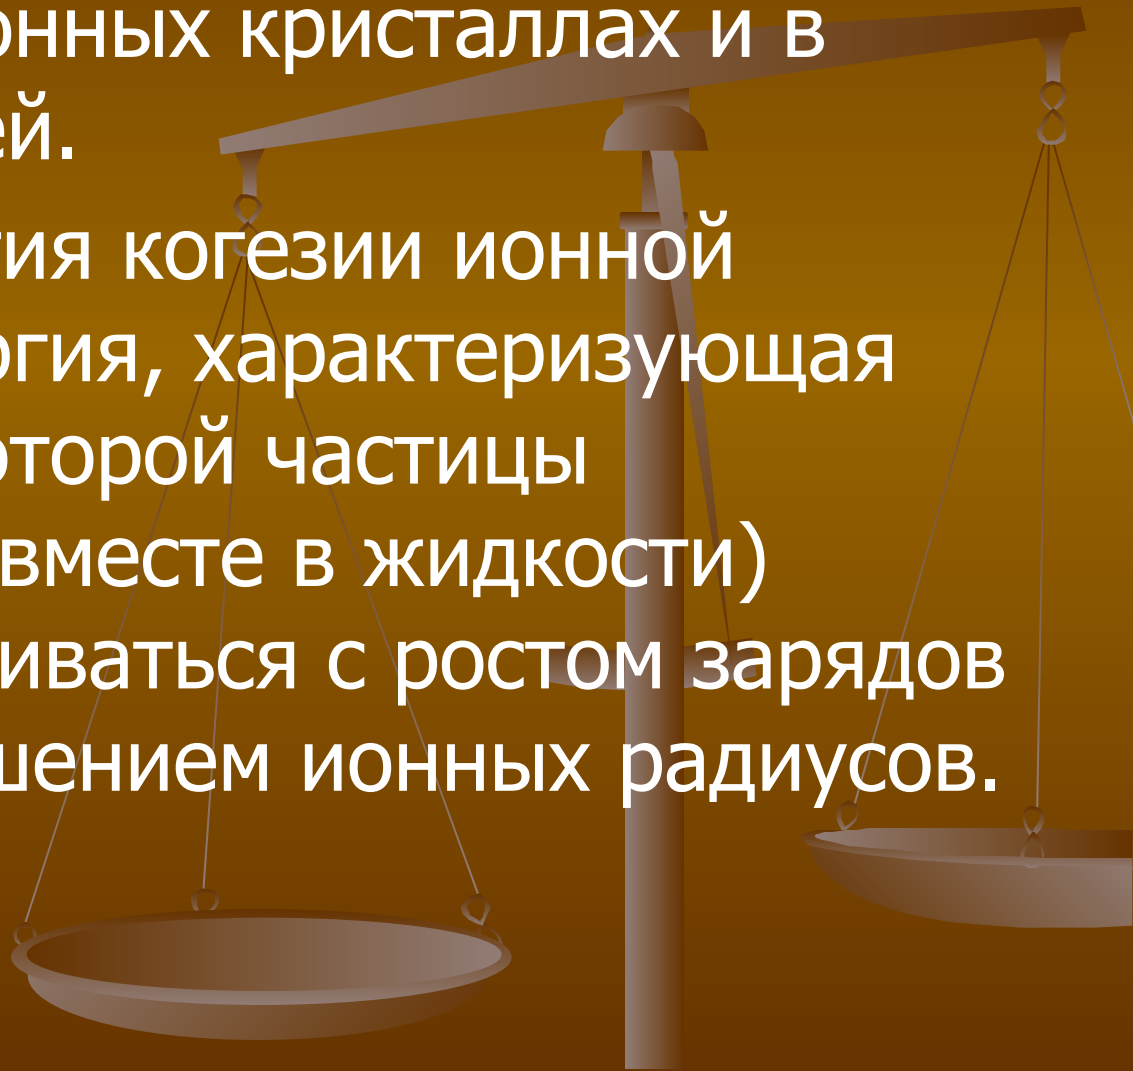 онных кристаллах и в
ей.
гия когезии ионной
огия, характеризующая
оторой частицы
вместе в жидкости)
иваться с ростом зарядов
шением ионных радиусов.